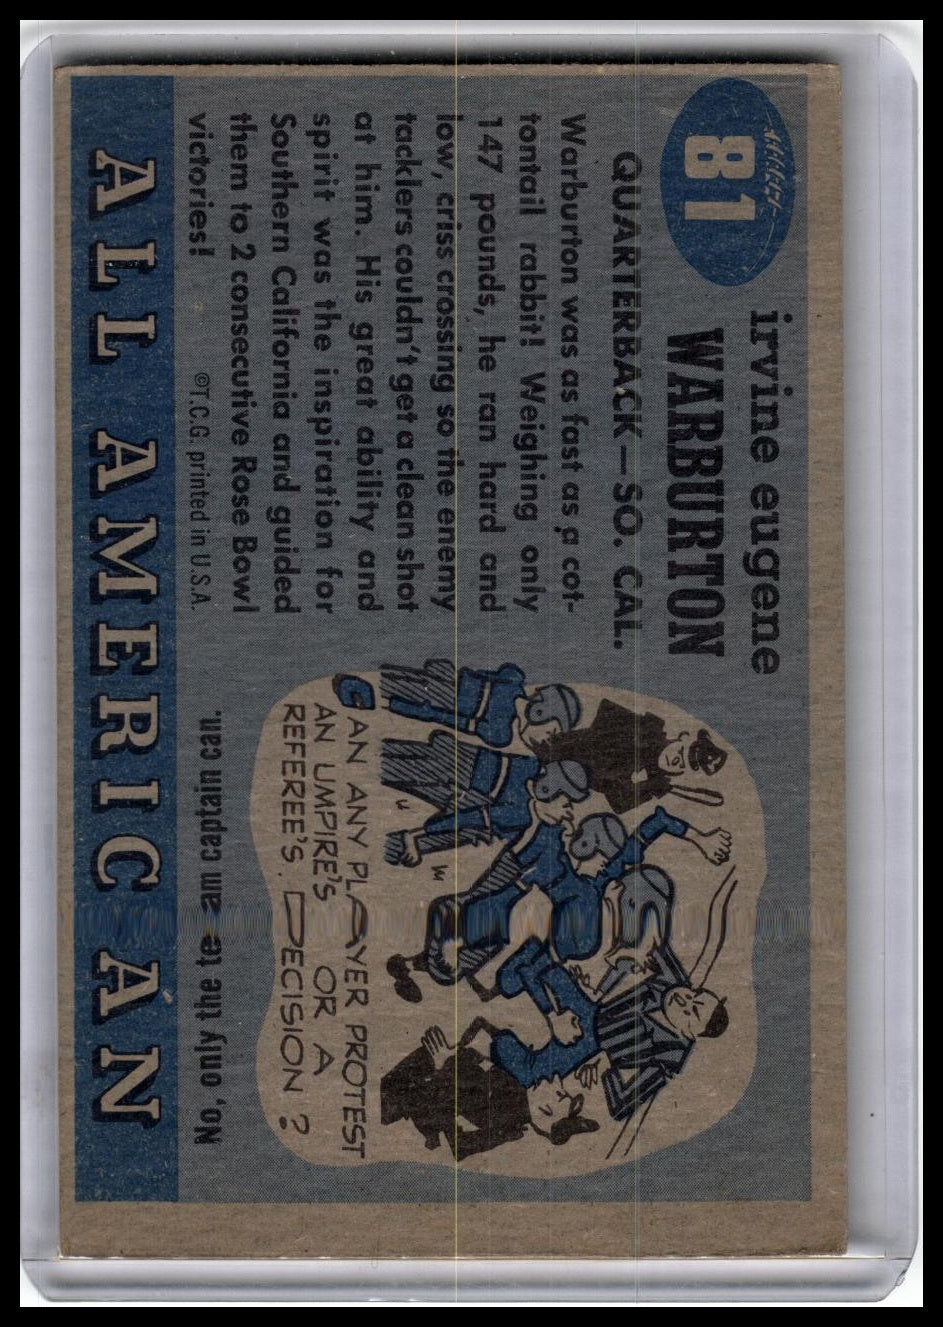 81
irvine eugene
WARBURTON
QUARTERBACK—SO. CAL.
Warburton was as fast as a cot-
tontail rabbit! Weighing only
147 pounds, he ran hard and
low, criss crossing so the enemy
tacklers couldn't get a clean shot
at him. His great ability and
spirit was the inspiration for
Southern California and guided
them to 2 consecutive Rose Bowl
victories!
©T.C.G. printed in U.S.A.
CAN ANY PLAYER PROTEST
AN UMPIRE'S OR A
REFEREE'S DECISION?
No, only the te am captain can.
ALL AMERICAN